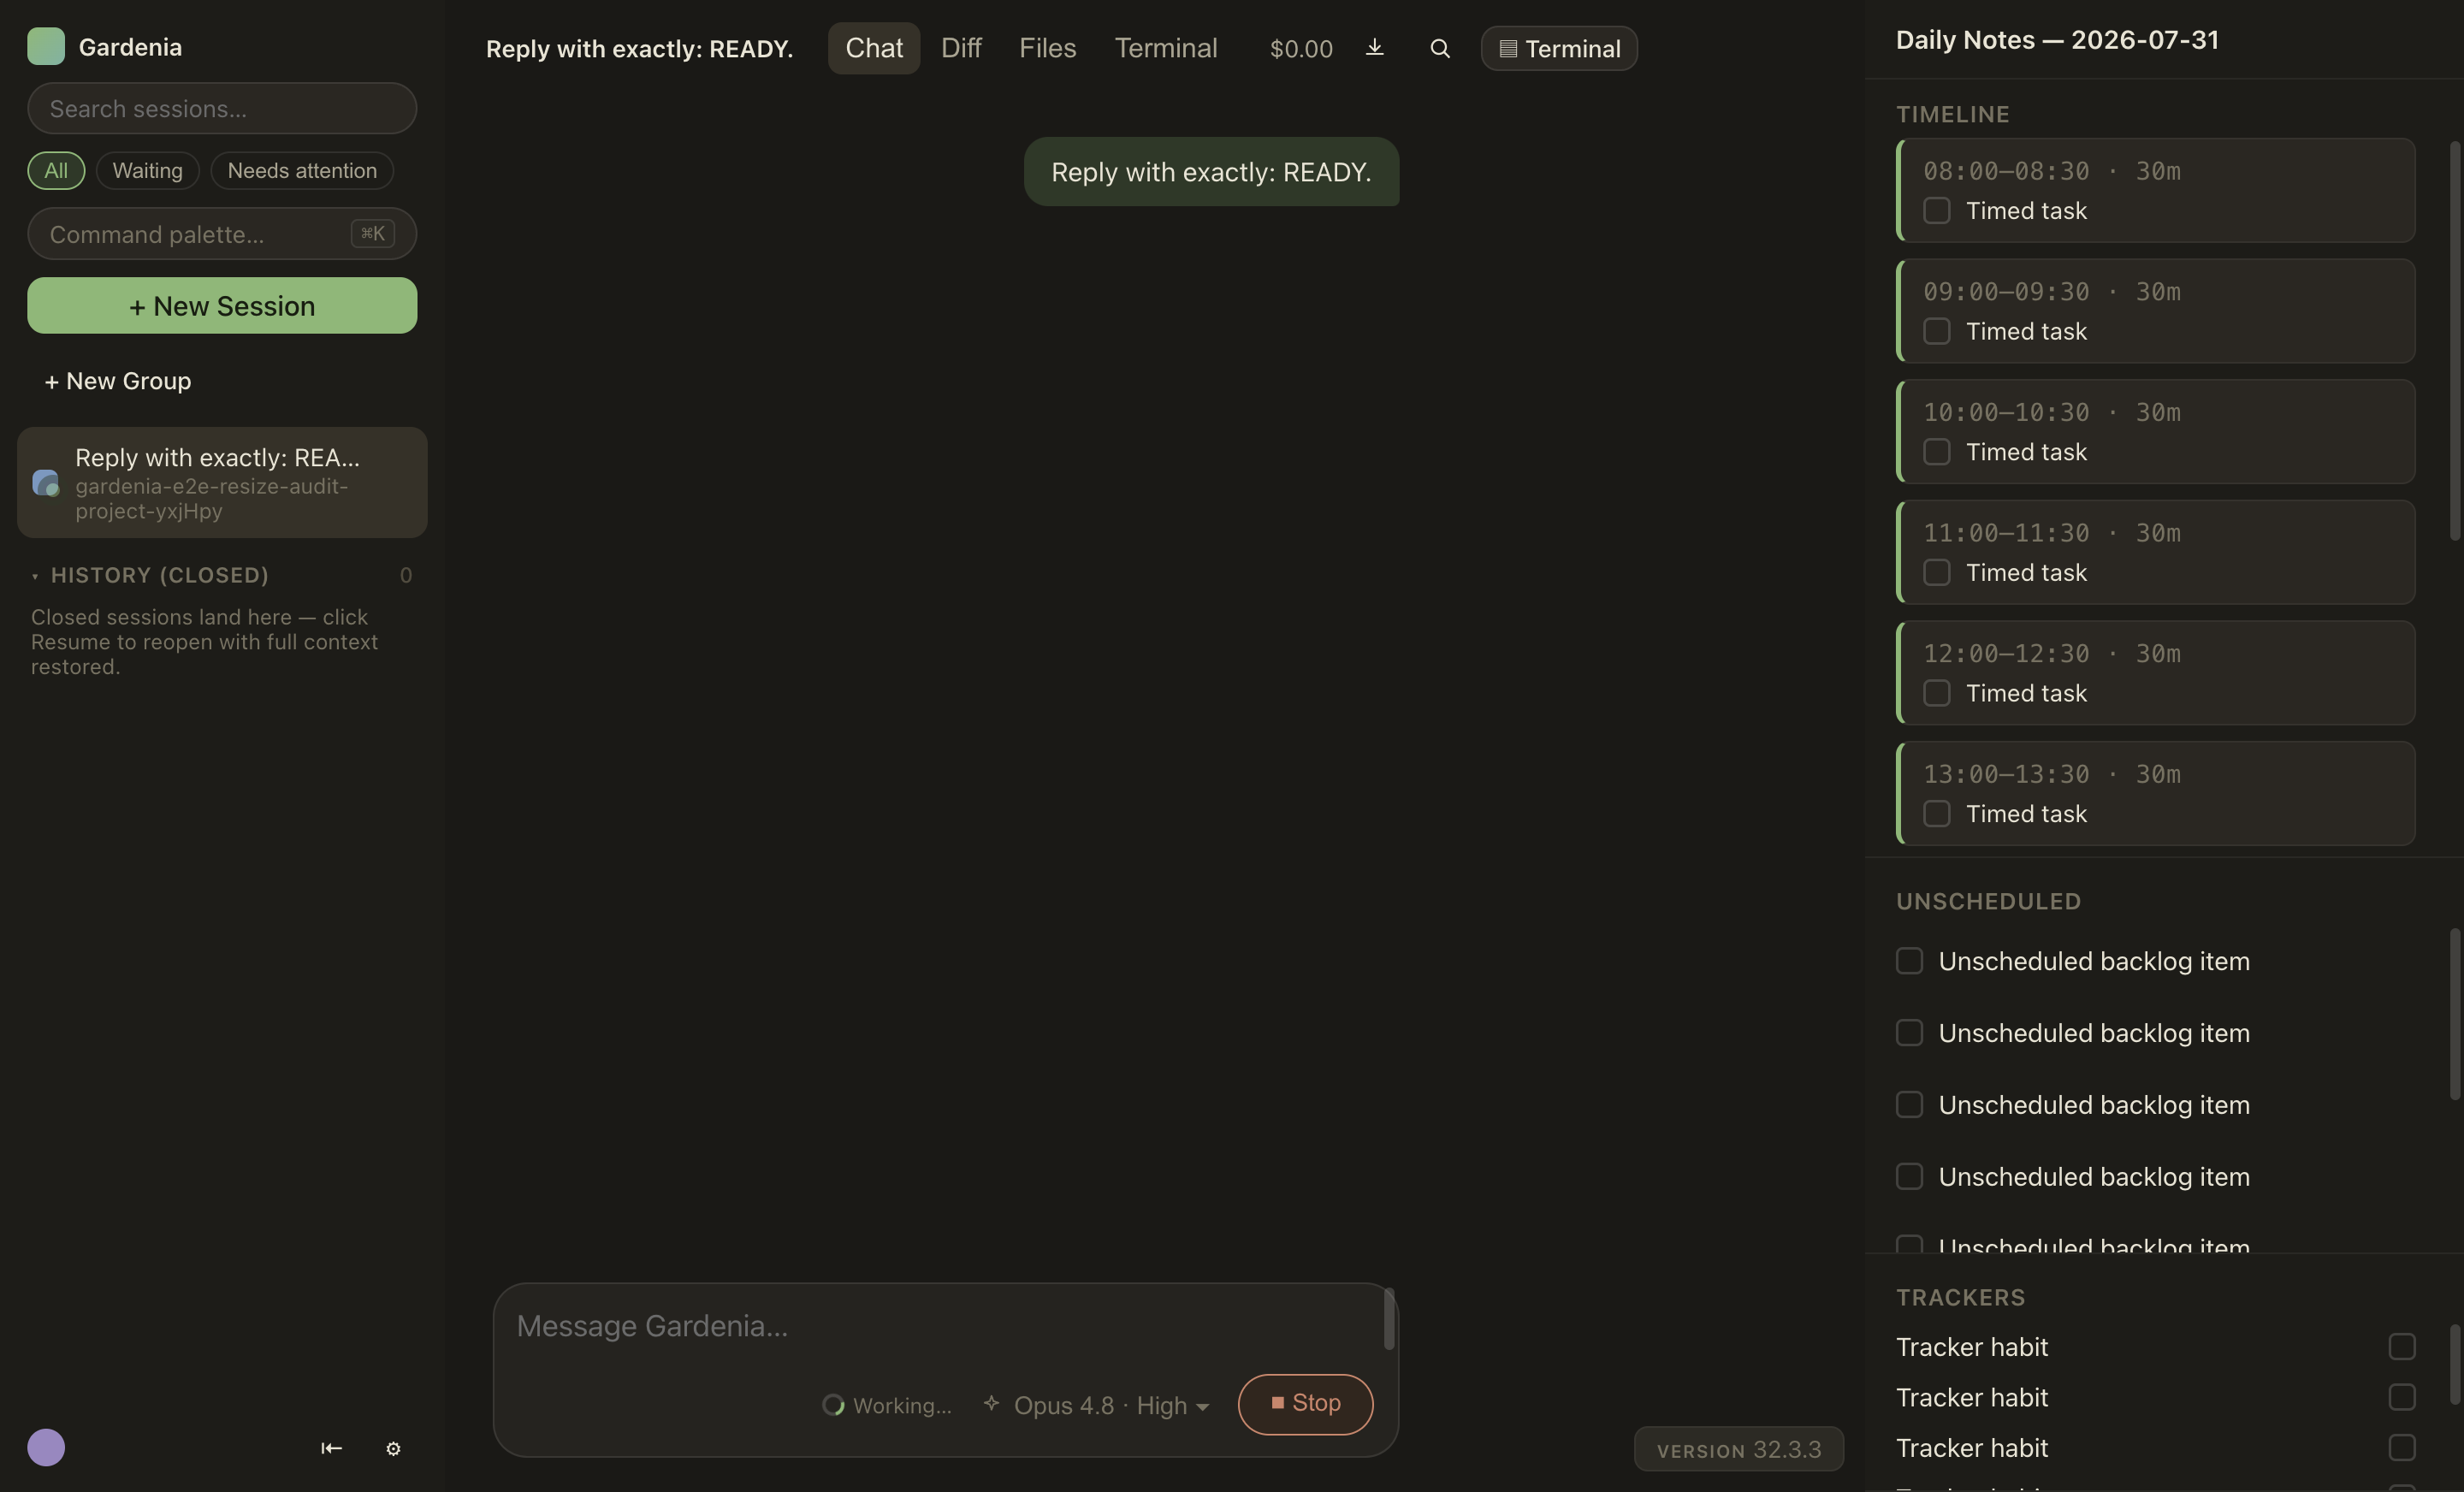 Gardenia
Search sessions...
All
Waiting
Needs attention
Command palette...
⌘K
+ New Session
+ New Group
Reply with exactly: REA...
gardenia-e2e-resize-audit-
project-yxjHpy
HISTORY (CLOSED)
0
Closed sessions land here — click
Resume to reopen with full context
restored.
Reply with exactly: READY.
Chat
Diff
Files
Terminal
$0.00
Terminal
Reply with exactly: READY.
Message Gardenia...
Working...
Opus 4.8 · High
Stop
VERSION 32.3.3
Daily Notes — 2026-07-31
TIMELINE
08:00–08:30 · 30m
Timed task
09:00–09:30 · 30m
Timed task
10:00–10:30 · 30m
Timed task
11:00–11:30 · 30m
Timed task
12:00–12:30 · 30m
Timed task
13:00–13:30 · 30m
Timed task
UNSCHEDULED
Unscheduled backlog item
Unscheduled backlog item
Unscheduled backlog item
Unscheduled backlog item
Unscheduled backlog item
TRACKERS
Tracker habit
Tracker habit
Tracker habit